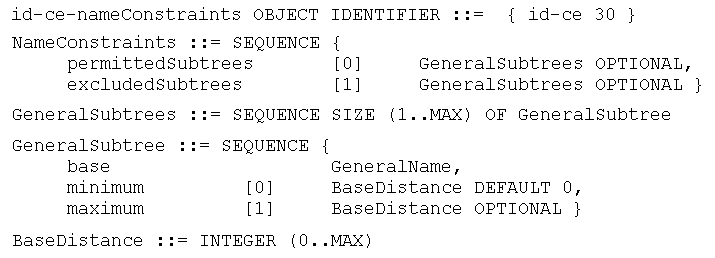 id-ce-nameConstraints OBJECT IDENTIFIER ::=  { id-ce 30 }
NameConstraints ::= SEQUENCE {
     permittedSubtrees       [0]     GeneralSubtrees OPTIONAL,
     excludedSubtrees        [1]     GeneralSubtrees OPTIONAL }
GeneralSubtrees ::= SEQUENCE SIZE (1..MAX) OF GeneralSubtree
GeneralSubtree ::= SEQUENCE {
     base                    GeneralName,
     minimum         [0]     BaseDistance DEFAULT 0,
     maximum         [1]     BaseDistance OPTIONAL }
BaseDistance ::= INTEGER (0..MAX)